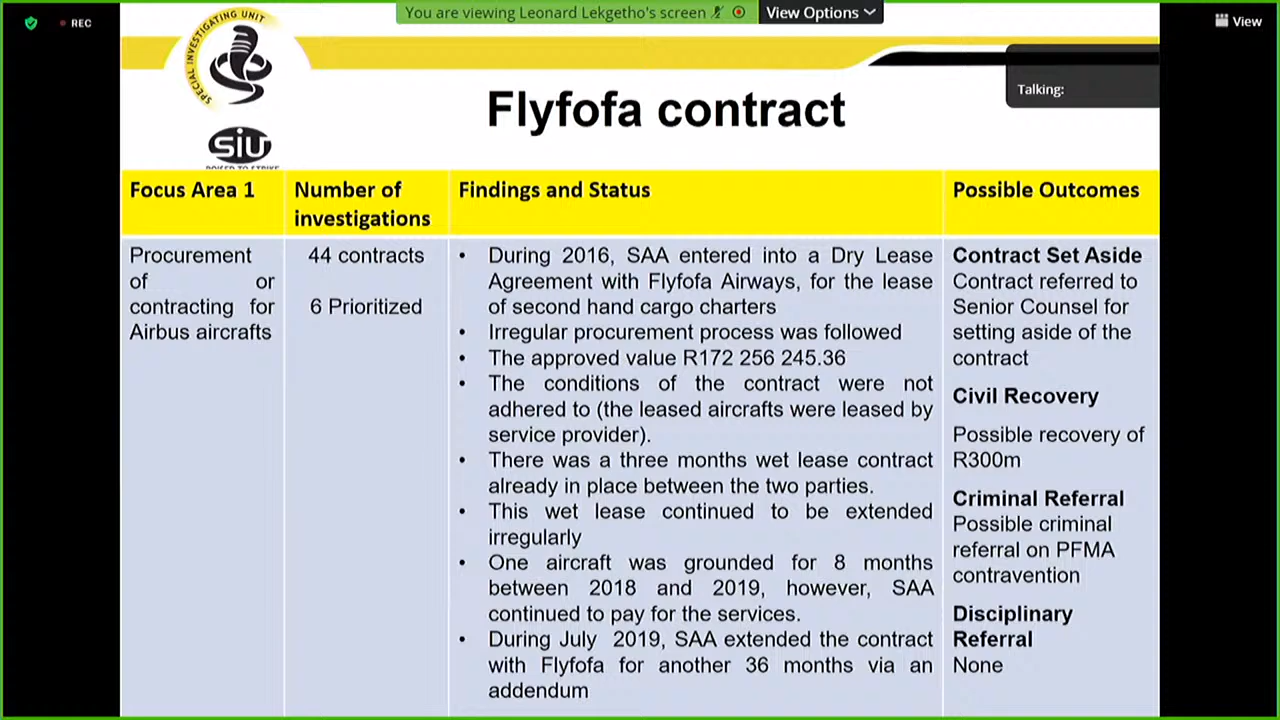 REC
You are viewing Leonard Lekgetho's screen
View Options
View
Talking:
SPECIAL INVESTIGATING UNIT
SIU
POISED TO STRIKE
Flyfofa contract
Focus Area 1
Number of
investigations
Findings and Status
Possible Outcomes
Procurement
of or
contracting for
Airbus aircrafts
44 contracts
6 Prioritized
• During 2016, SAA entered into a Dry Lease
Agreement with Flyfofa Airways, for the lease
of second hand cargo charters
• Irregular procurement process was followed
• The approved value R172 256 245.36
• The conditions of the contract were not
adhered to (the leased aircrafts were leased by
service provider).
• There was a three months wet lease contract
already in place between the two parties.
• This wet lease continued to be extended
irregularly
• One aircraft was grounded for 8 months
between 2018 and 2019, however, SAA
continued to pay for the services.
• During July 2019, SAA extended the contract
with Flyfofa for another 36 months via an
addendum
Contract Set Aside
Contract referred to
Senior Counsel for
setting aside of the
contract
Civil Recovery
Possible recovery of
R300m
Criminal Referral
Possible criminal
referral on PFMA
contravention
Disciplinary
Referral
None